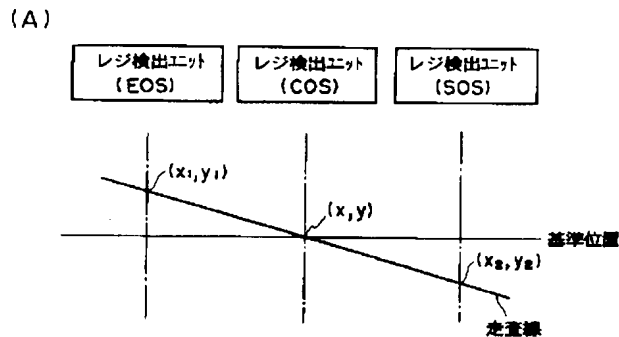 (A)
レジ検出ユニット
(EOS)
レジ検出ユニット
(COS)
レジ検出ユニット
(SOS)
(x₁,y₁)
(x,y)
基準位置
(x₂,y₂)
走査線